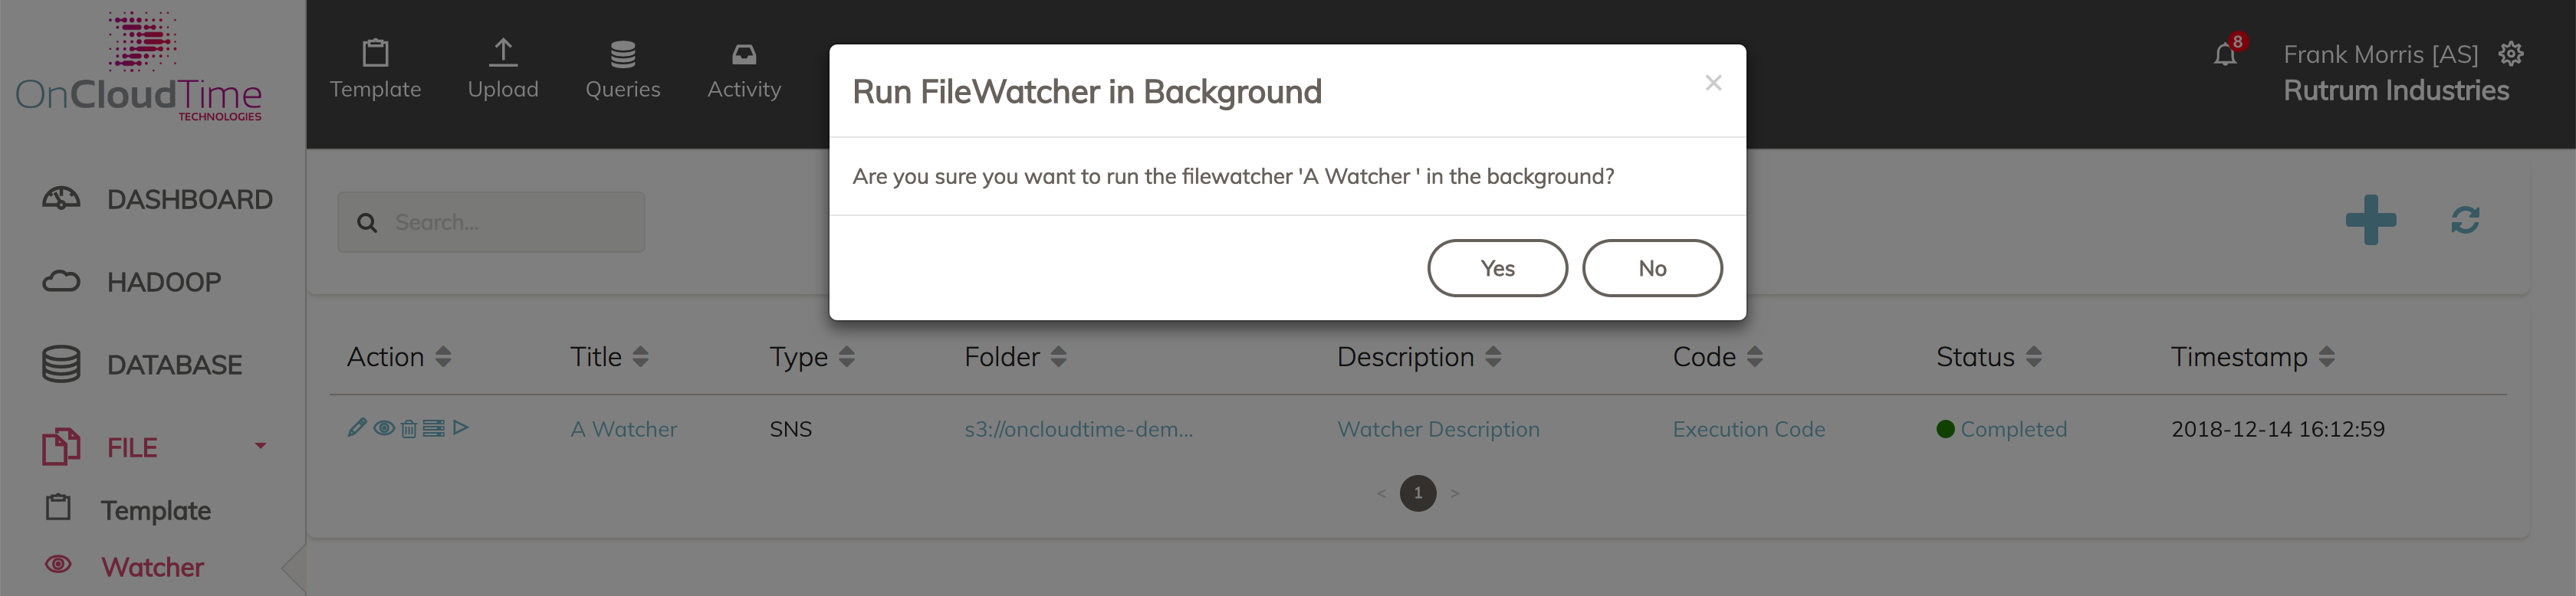 OnCloudTime
TECHNOLOGIES
Template
Upload
Queries
Activity
8
Frank Morris [AS]
Rutrum Industries
Run FileWatcher in Background
×
Are you sure you want to run the filewatcher 'A Watcher ' in the background?
Yes
No
DASHBOARD
HADOOP
DATABASE
FILE
Template
Watcher
Search...
Action Title Type Folder Description Code Status Timestamp
A Watcher SNS s3://oncloudtime-dem... Watcher Description Execution Code Completed 2018-12-14 16:12:59
< 1 >